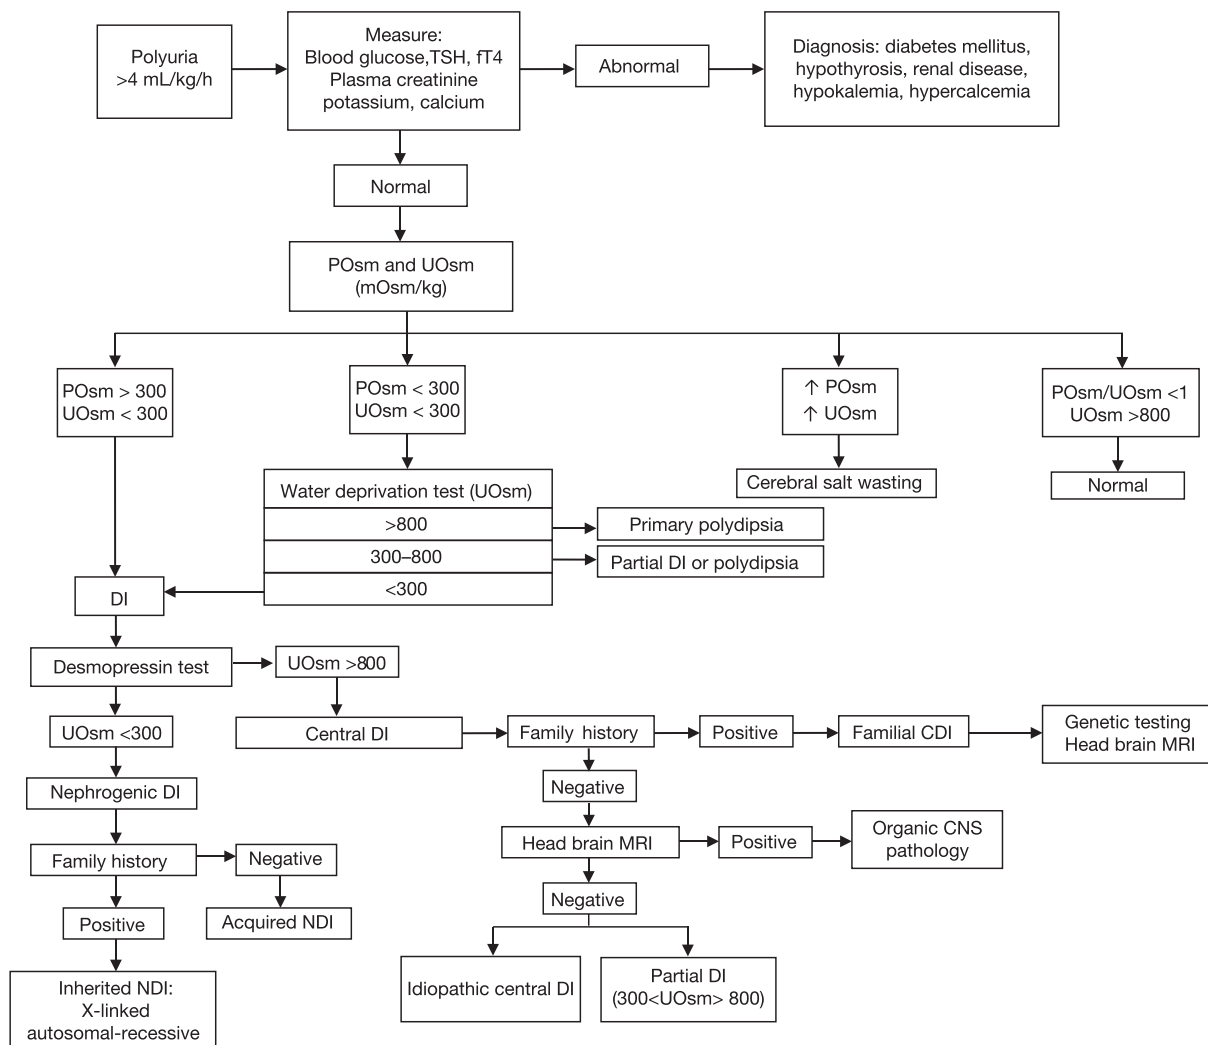 Polyuria
>4 mL/kg/h
Measure:
Blood glucose,TSH, fT4
Plasma creatinine
potassium, calcium
Abnormal
Diagnosis: diabetes mellitus,
hypothyrosis, renal disease,
hypokalemia, hypercalcemia
Normal
POsm and UOsm
(mOsm/kg)
POsm > 300
UOsm < 300
POsm < 300
UOsm < 300
↑ POsm
↑ UOsm
POsm/UOsm <1
UOsm >800
Water deprivation test (UOsm)
>800
300–800
<300
Primary polydipsia
Partial DI or polydipsia
Cerebral salt wasting
Normal
DI
Desmopressin test
UOsm >800
UOsm <300
Central DI
Family history
Positive
Familial CDI
Genetic testing
Head brain MRI
Nephrogenic DI
Negative
Family history
Negative
Head brain MRI
Positive
Organic CNS
pathology
Positive
Acquired NDI
Negative
Inherited NDI:
X-linked
autosomal-recessive
Idiopathic central DI
Partial DI
(300<UOsm> 800)